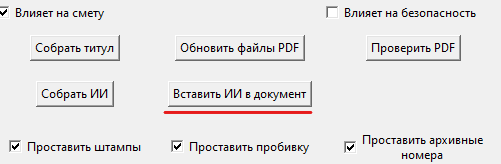 Влияет на смету
Влияет на безопасность
Собрать титул
Обновить файлы PDF
Проверить PDF
Собрать ИИ
Вставить ИИ в документ
Проставить штампы
Проставить пробивку
Проставить архивные
номера